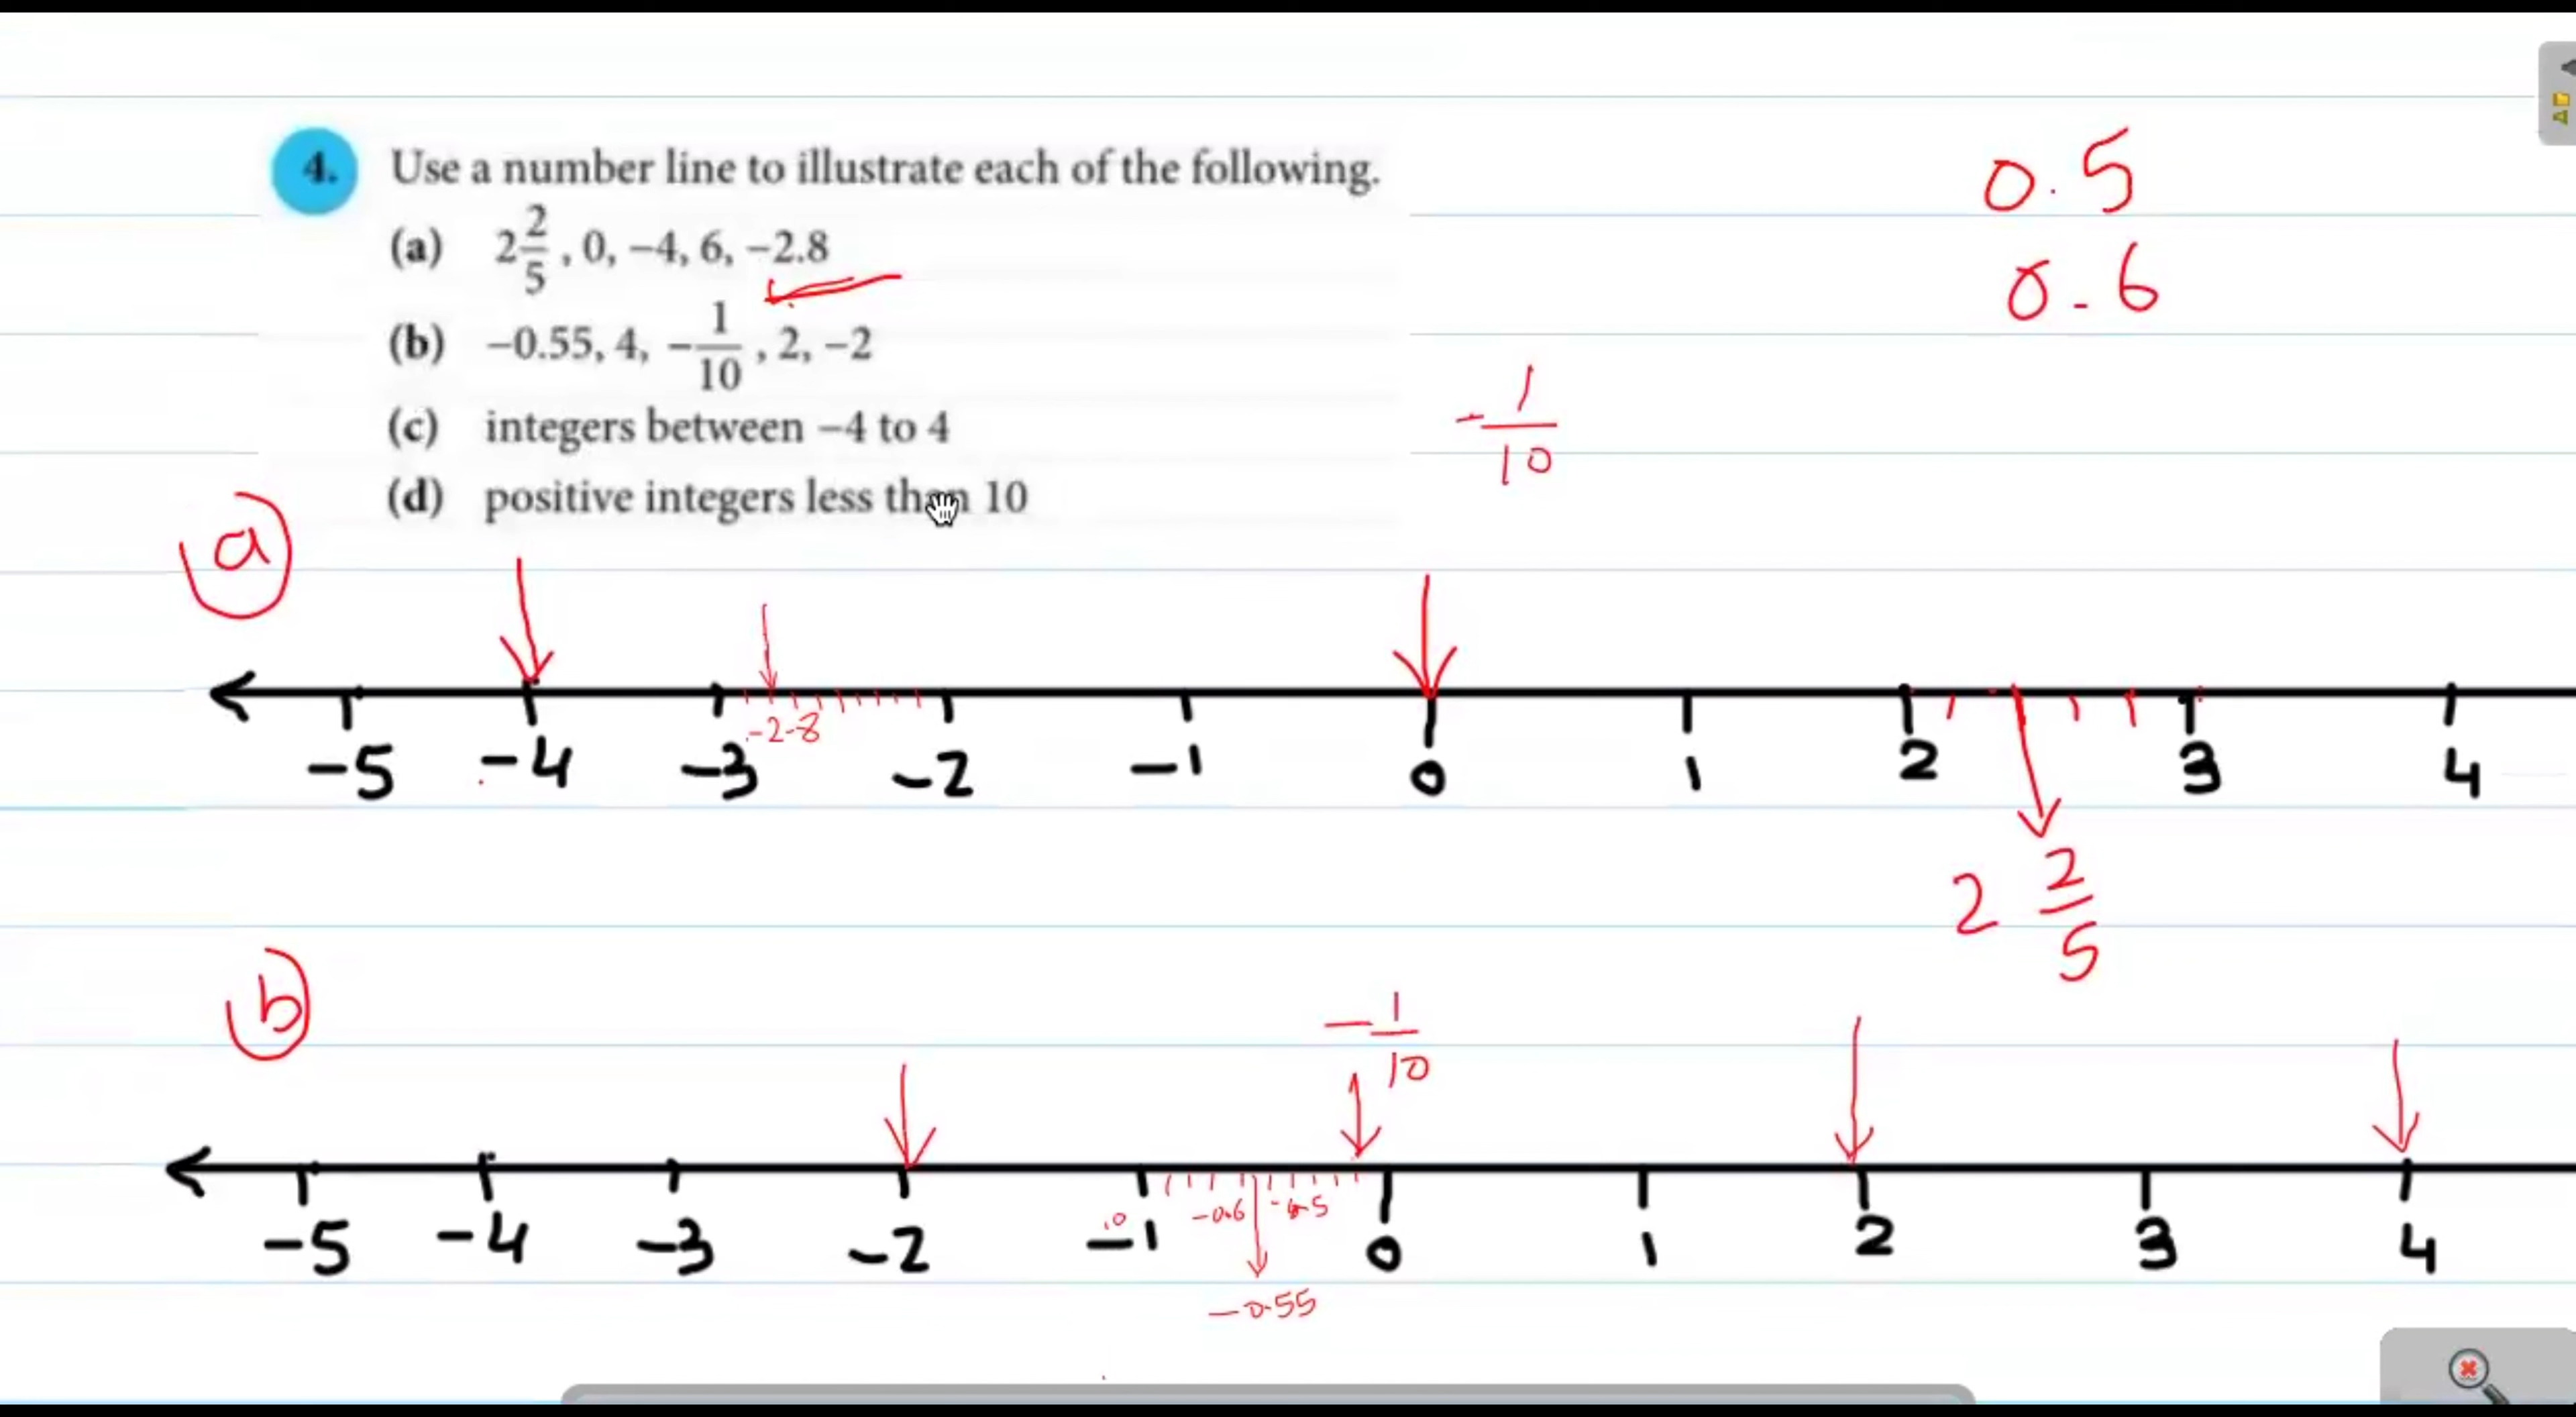 4. Use a number line to illustrate each of the following.
(a) 2 2/5, 0, −4, 6, −2.8
(b) −0.55, 4, −1/10, 2, −2
(c) integers between −4 to 4
(d) positive integers less than 10
0.5
0.6
-1/10
a
-2.8
-5 -4 -3 -2 -1 0 1 2 3 4
2 2/5
b
-1/10
-0.6 -0.5
-5 -4 -3 -2 -1 0 1 2 3 4
-0.55